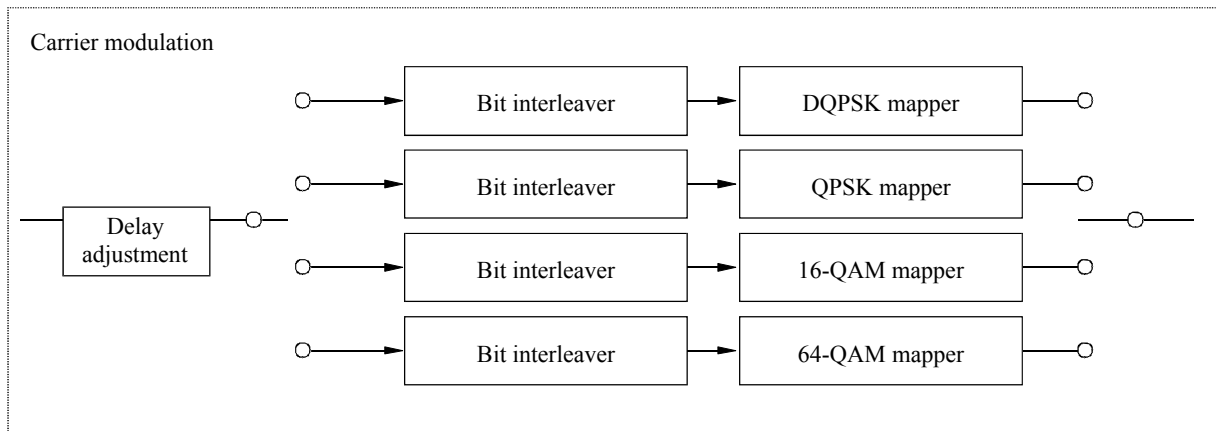 Carrier modulation
Bit interleaver
DQPSK mapper
Bit interleaver
QPSK mapper
Delay
adjustment
Bit interleaver
16-QAM mapper
Bit interleaver
64-QAM mapper